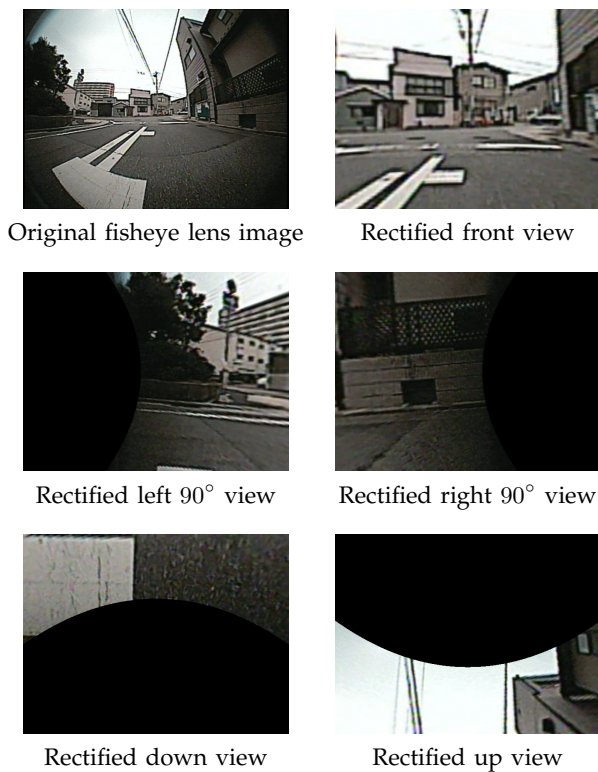 Original fisheye lens image
Rectified front view
Rectified left 90° view
Rectified right 90° view
Rectified down view
Rectified up view